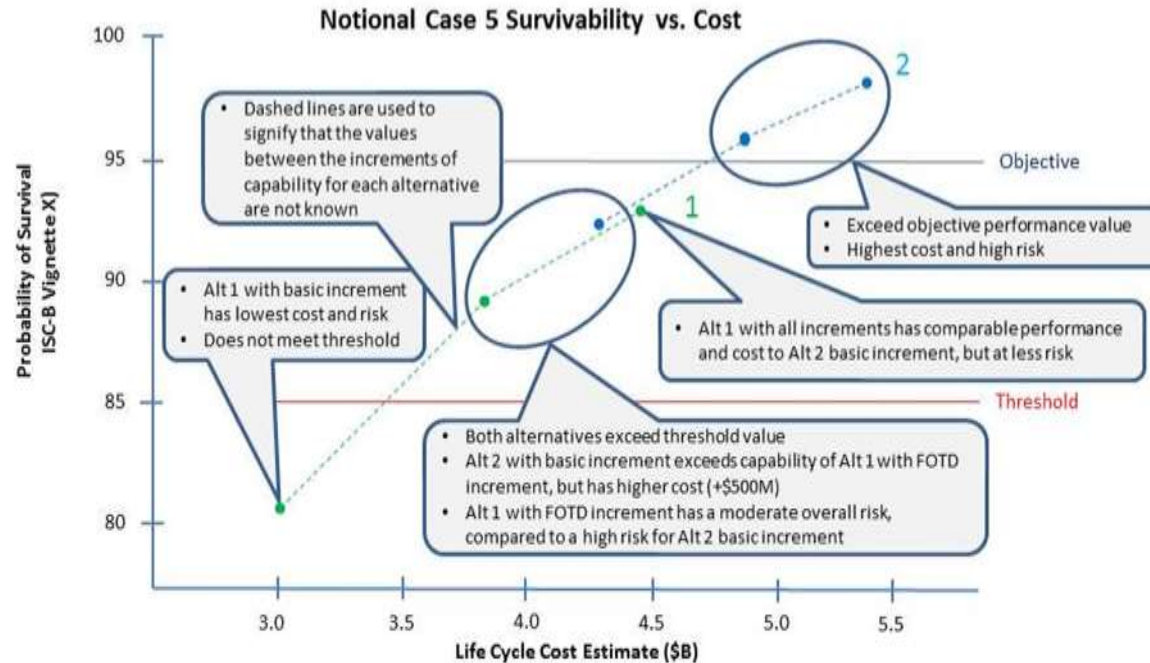 Notional Case 5 Survivability vs. Cost
100
95
90
85
80
Probability of Survival
ISC-B Vignette X)
• Dashed lines are used to
signify that the values
between the increments of
capability for each alternative
are not known
2
Objective
1
• Exceed objective performance value
• Highest cost and high risk
• Alt 1 with basic increment
has lowest cost and risk
• Does not meet threshold
• Alt 1 with all increments has comparable performance
and cost to Alt 2 basic increment, but at less risk
Threshold
• Both alternatives exceed threshold value
• Alt 2 with basic increment exceeds capability of Alt 1 with FOTD
increment, but has higher cost (+$500M)
• Alt 1 with FOTD increment has a moderate overall risk,
compared to a high risk for Alt 2 basic increment
3.0 3.5 4.0 4.5 5.0 5.5
Life Cycle Cost Estimate ($B)